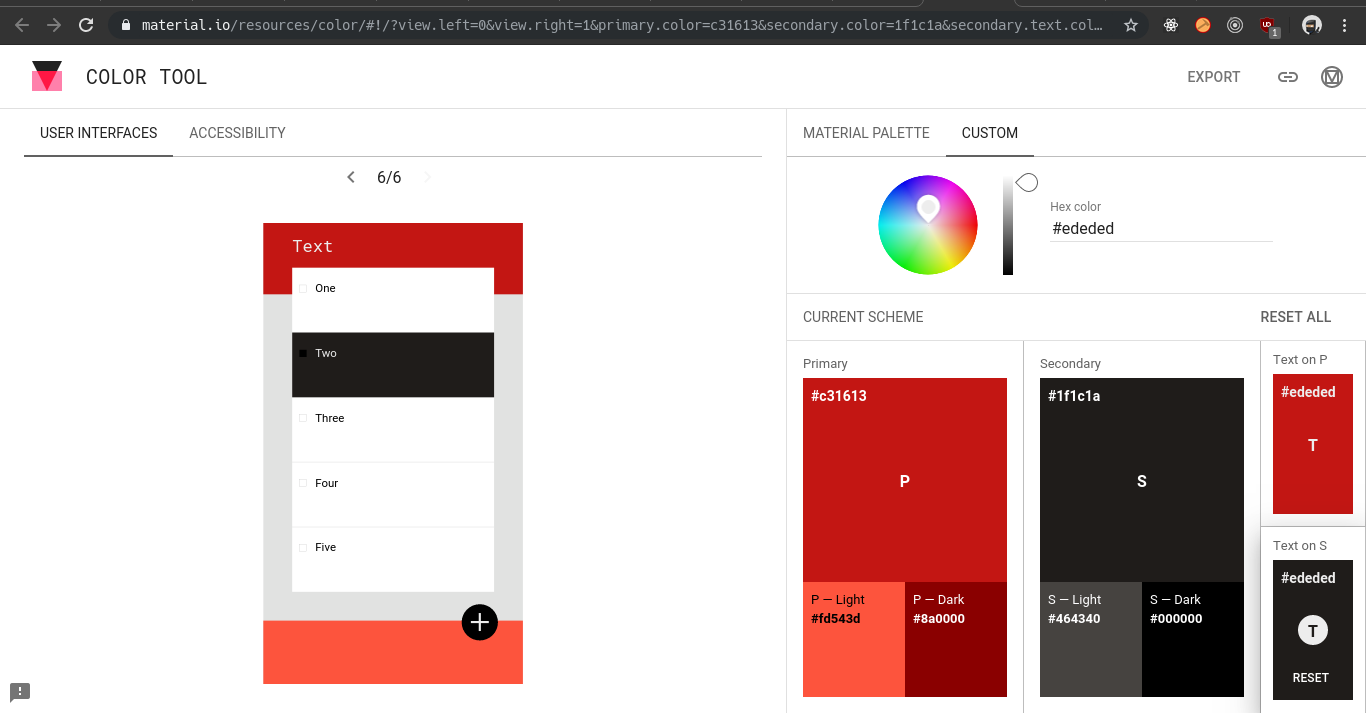 material.io/resources/color/#!/?view.left=0&view.right=1&primary.color=c31613&secondary.color=1f1c1a&secondary.text.col…
1
COLOR TOOL
EXPORT
USER INTERFACES
ACCESSIBILITY
6/6
Text
One
Two
Three
Four
Five
MATERIAL PALETTE
CUSTOM
Hex color
#ededed
CURRENT SCHEME
RESET ALL
Primary
#c31613
P
P — Light
#fd543d
P — Dark
#8a0000
Secondary
#1f1c1a
S
S — Light
#464340
S — Dark
#000000
Text on P
#ededed
T
Text on S
#ededed
T
RESET